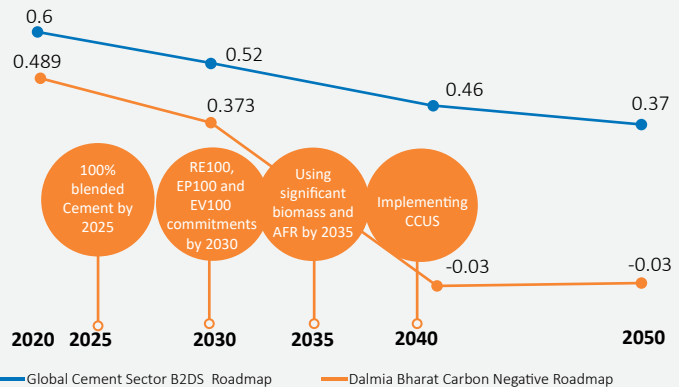 0.6
0.489
0.52
0.373
0.46
0.37
100%
blended
Cement by
2025
RE100,
EP100 and
EV100
commitments
by 2030
Using
significant
biomass and
AFR by 2035
Implementing
CCUS
-0.03
-0.03
2020 2025 2030 2035 2040 2050
Global Cement Sector B2DS Roadmap
Dalmia Bharat Carbon Negative Roadmap